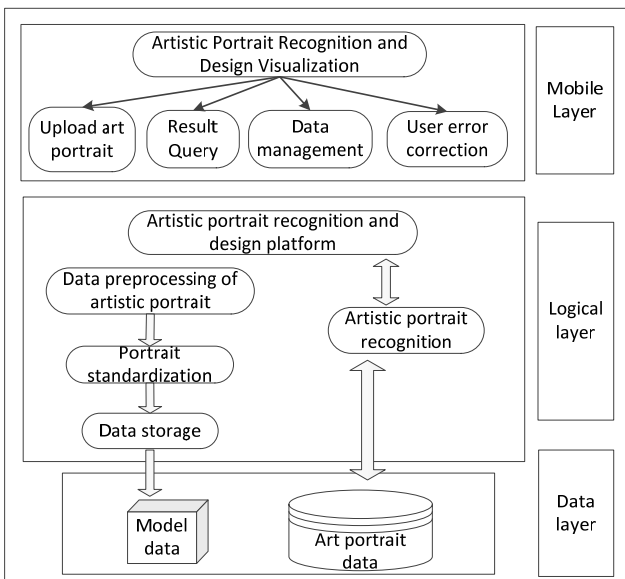 Artistic Portrait Recognition and
Design Visualization
Upload art
portrait
Result
Query
Data
management
User error
correction
Mobile
Layer
Artistic portrait recognition and
design platform
Data preprocessing of
artistic portrait
Portrait
standardization
Data storage
Artistic portrait
recognition
Logical
layer
Model
data
Art portrait
data
Data
layer